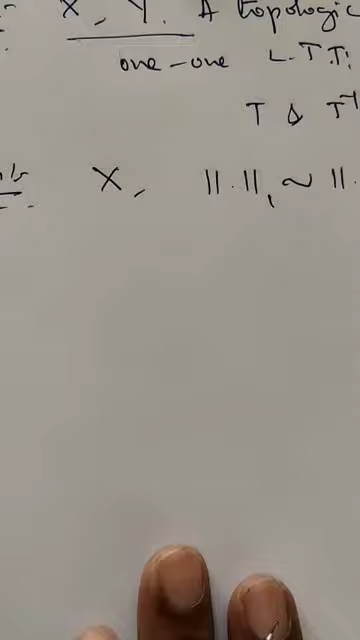 X, Y. A topologic
one-one L.T. T:
T & T⁻¹
X, ||.||₁ ~ ||.